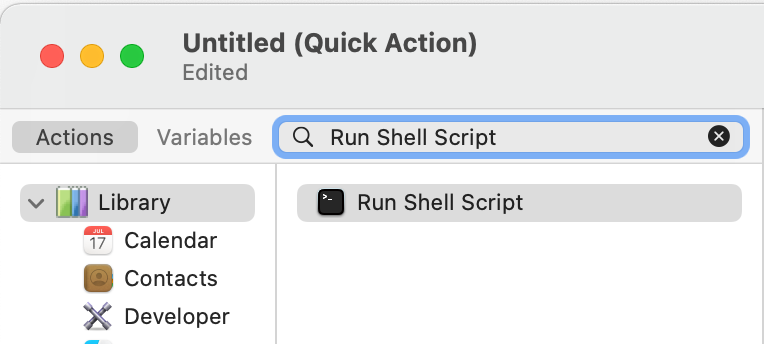 Untitled (Quick Action)
Edited
Actions
Variables
Run Shell Script
Library
Run Shell Script
JUL
17
Calendar
Contacts
Developer